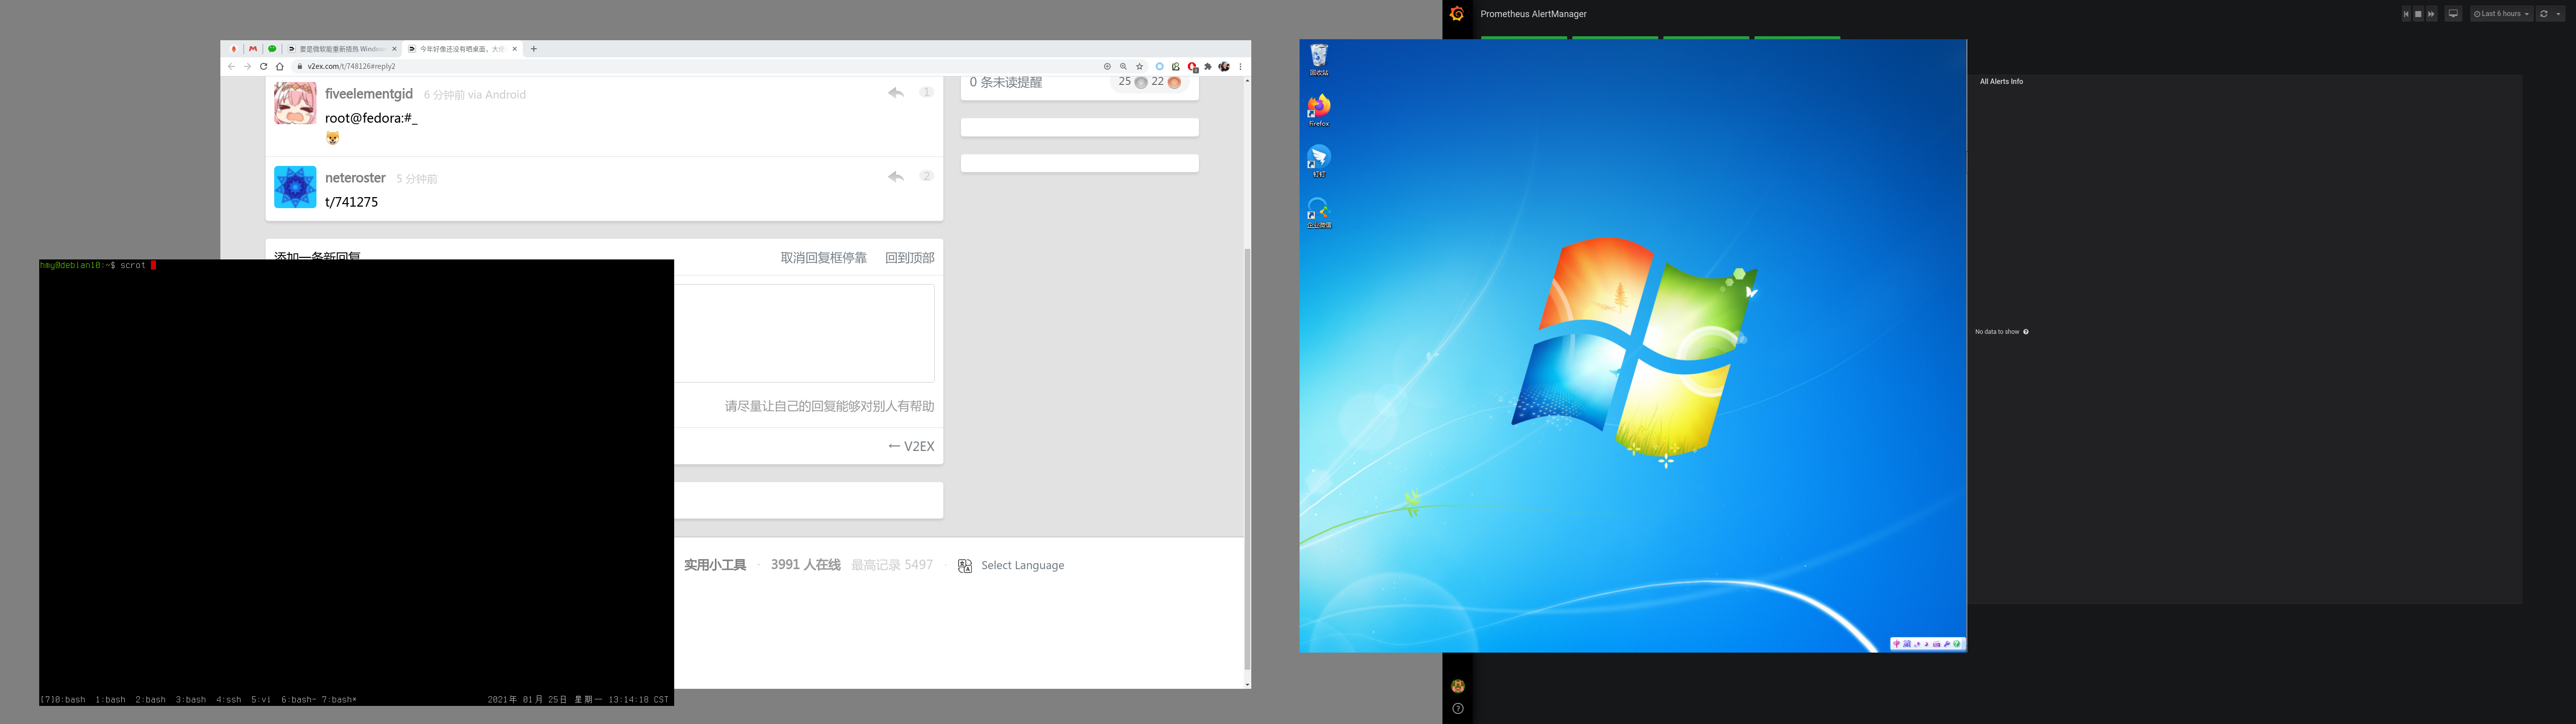 要是微软能重新搞热 Window
今年好像还没有晒桌面，大伙
v2ex.com/t/748126#reply2
fiveelementgid 6 分钟前 via Android
1
root@fedora:#_
neteroster 5 分钟前
2
t/741275
添加一条新回复
取消回复框停靠 回到顶部
请尽量让自己的回复能够对别人有帮助
← V2EX
实用小工具 · 3991 人在线 最高记录 5497 · Select Language
0 条未读提醒
25 22
hmy@debian10:~$ scrot
[7]0:bash 1:bash 2:bash 3:bash 4:ssh 5:vi 6:bash- 7:bash*
2021年 01月 25日 星期一 13:14:18 CST
回收站
Firefox
钉钉
企业微信
中 简
Prometheus AlertManager
Last 6 hours
All Alerts Info
No data to show